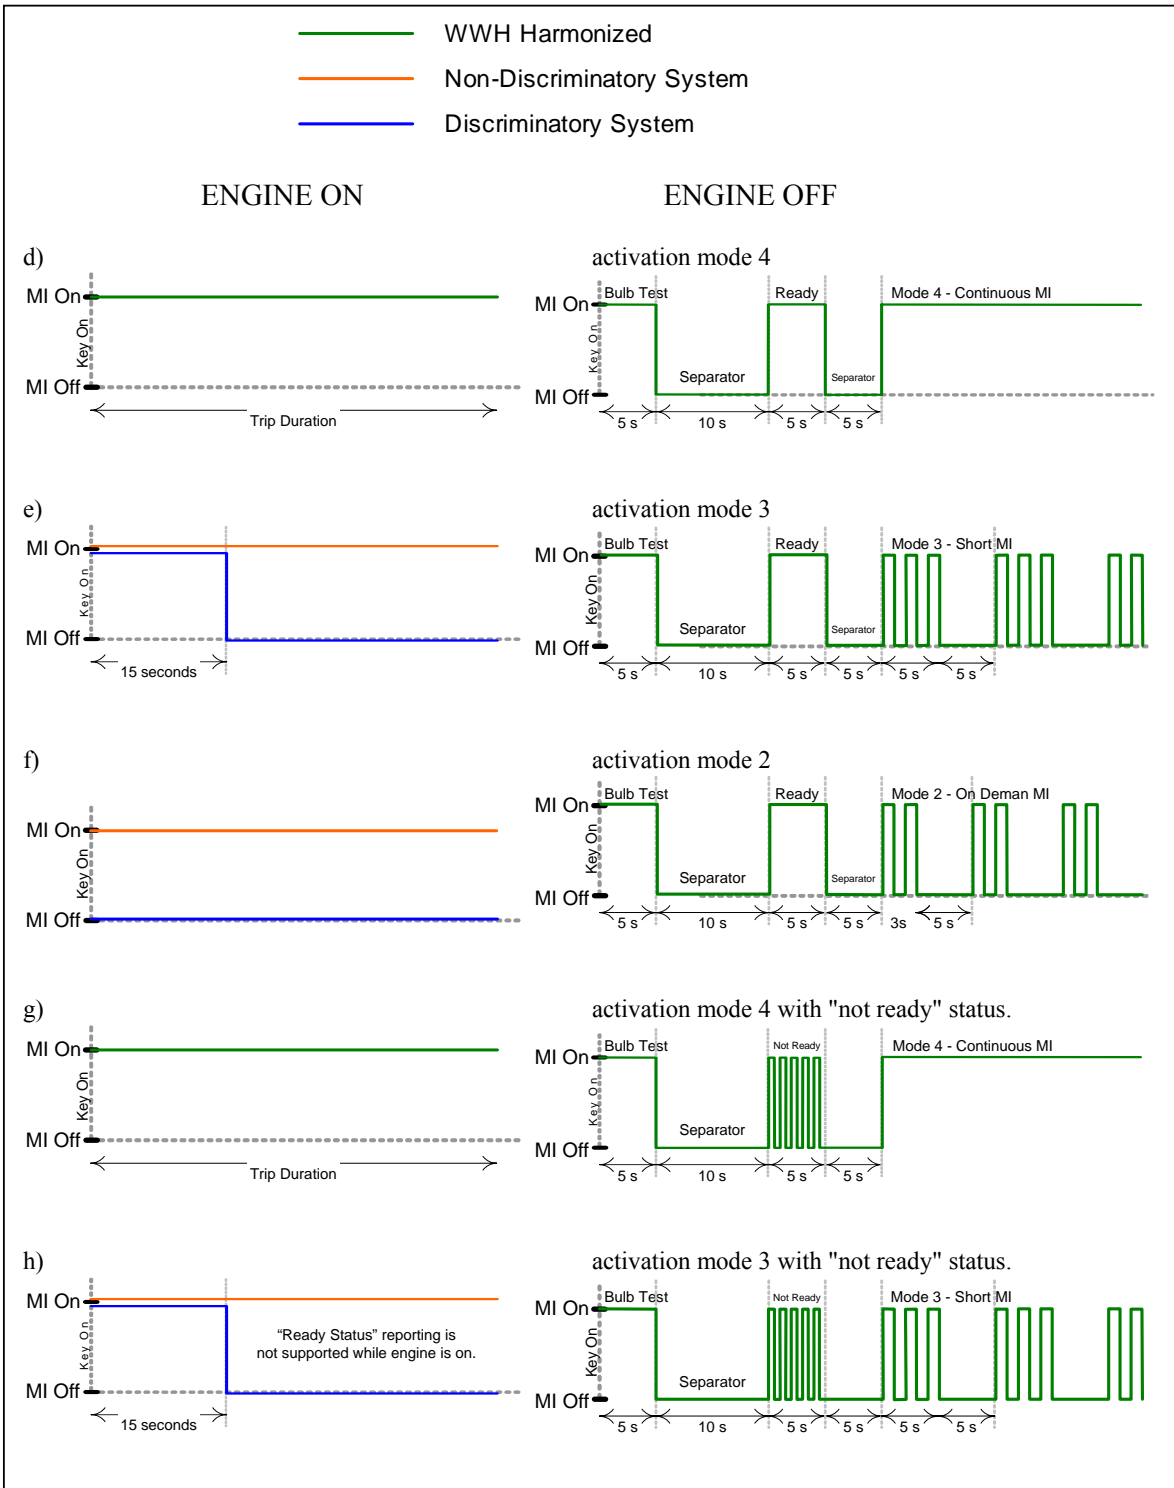 WWH Harmonized
Non-Discriminatory System
Discriminatory System
ENGINE ON
ENGINE OFF
d)
MI On
Key On
MI Off
Trip Duration
activation mode 4
Bulb Test
Ready
Mode 4 - Continuous MI
MI On
Key On
Separator
Separator
MI Off
5 s
10 s
5 s
5 s
e)
MI On
Key On
MI Off
15 seconds
activation mode 3
Bulb Test
Ready
Mode 3 - Short MI
MI On
Key On
Separator
Separator
MI Off
5 s
10 s
5 s
5 s
5 s
5 s
f)
MI On
Key On
MI Off
activation mode 2
Bulb Test
Ready
Mode 2 - On Deman MI
MI On
Key On
Separator
Separator
MI Off
5 s
10 s
5 s
5 s
3s
5 s
g)
MI On
Key On
MI Off
Trip Duration
activation mode 4 with "not ready" status.
Bulb Test
Not Ready
Mode 4 - Continuous MI
MI On
Key On
Separator
MI Off
5 s
10 s
5 s
5 s
h)
MI On
Key On
“Ready Status” reporting is
not supported while engine is on.
MI Off
15 seconds
activation mode 3 with "not ready" status.
Bulb Test
Not Ready
Mode 3 - Short MI
MI On
Key On
Separator
MI Off
5 s
10 s
5 s
5 s
5 s
5 s